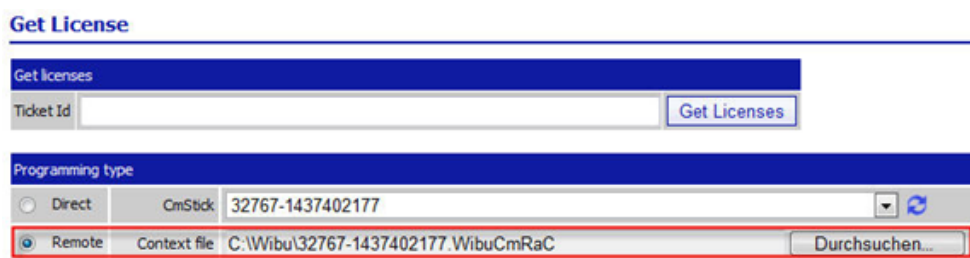 Get License
Get licenses
Ticket Id Get Licenses
Programming type
Direct CmStick 32767-1437402177
Remote Context file C:\Wibu\32767-1437402177.WibuCmRaC Durchsuchen...